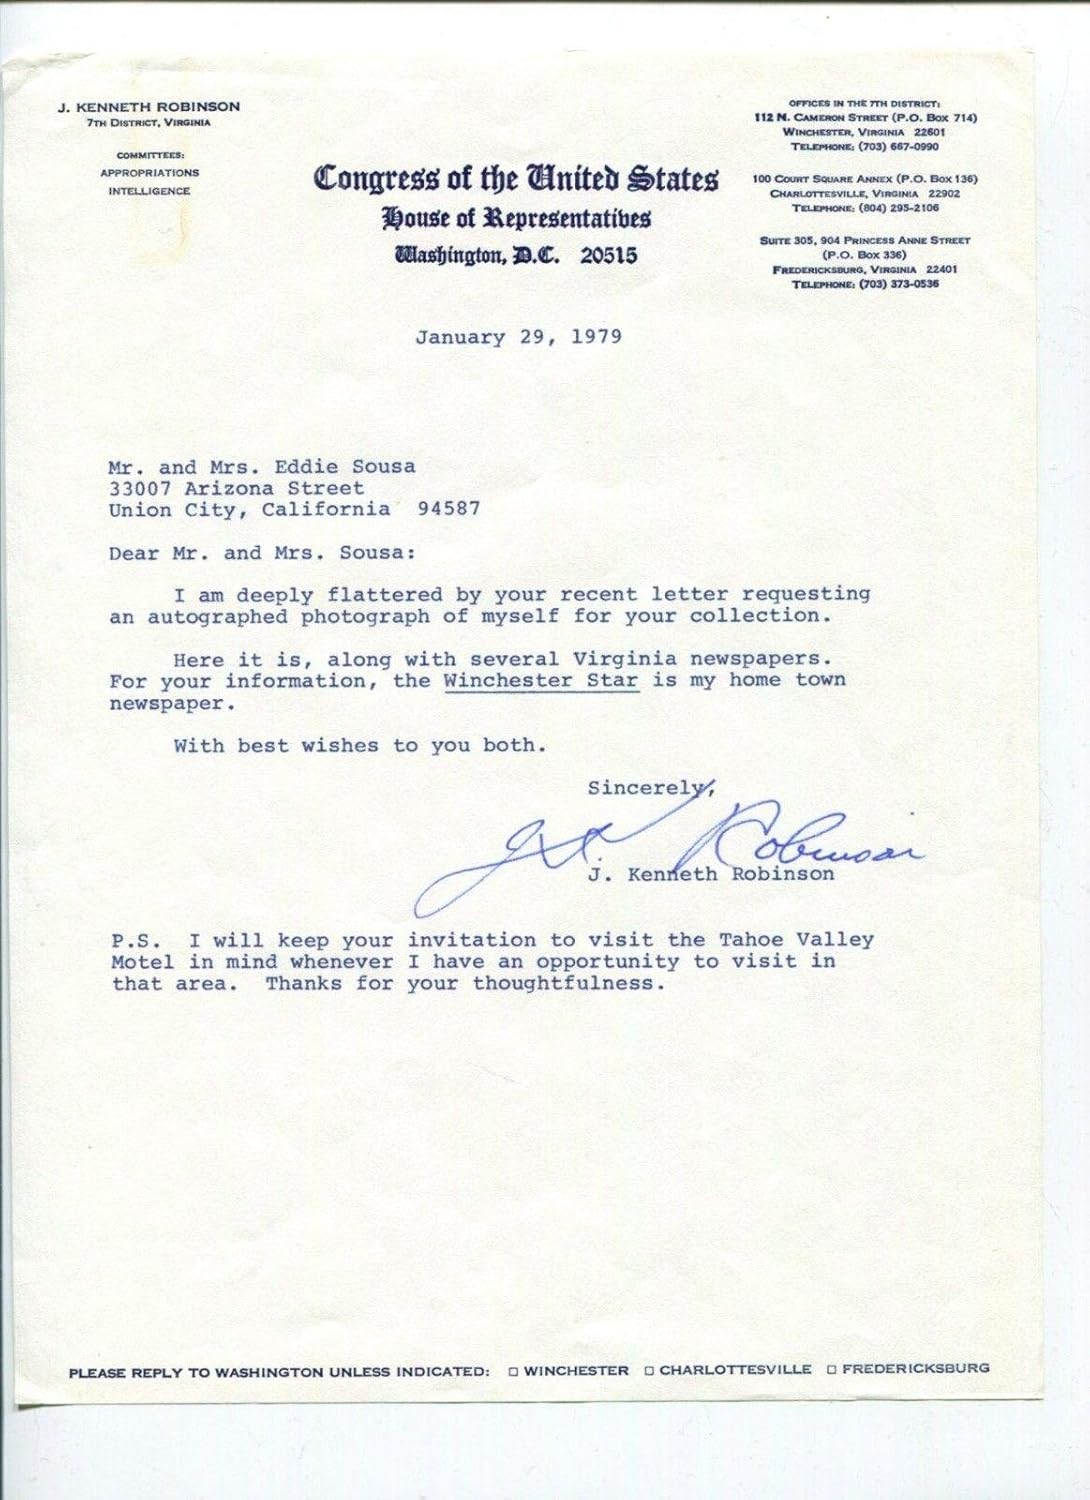 J. KENNETH ROBINSON
7TH DISTRICT, VIRGINIA
COMMITTEES:
APPROPRIATIONS
INTELLIGENCE
Congress of the United States
House of Representatives
Washington, D.C. 20515
OFFICES IN THE 7TH DISTRICT:
112 N. CAMERON STREET (P.O. BOX 714)
WINCHESTER, VIRGINIA 22601
TELEPHONE: (703) 667-0990
100 COURT SQUARE ANNEX (P.O. BOX 136)
CHARLOTTESVILLE, VIRGINIA 22902
TELEPHONE: (804) 295-2106
SUITE 305, 904 PRINCESS ANNE STREET
(P.O. BOX 336)
FREDERICKSBURG, VIRGINIA 22401
TELEPHONE: (703) 373-0536
January 29, 1979
Mr. and Mrs. Eddie Sousa
33007 Arizona Street
Union City, California 94587
Dear Mr. and Mrs. Sousa:
I am deeply flattered by your recent letter requesting
an autographed photograph of myself for your collection.
Here it is, along with several Virginia newspapers.
For your information, the Winchester Star is my home town
newspaper.
With best wishes to you both.
Sincerely,
J K Robinson
J. Kenneth Robinson
P.S. I will keep your invitation to visit the Tahoe Valley
Motel in mind whenever I have an opportunity to visit in
that area. Thanks for your thoughtfulness.
PLEASE REPLY TO WASHINGTON UNLESS INDICATED: □ WINCHESTER □ CHARLOTTESVILLE □ FREDERICKSBURG